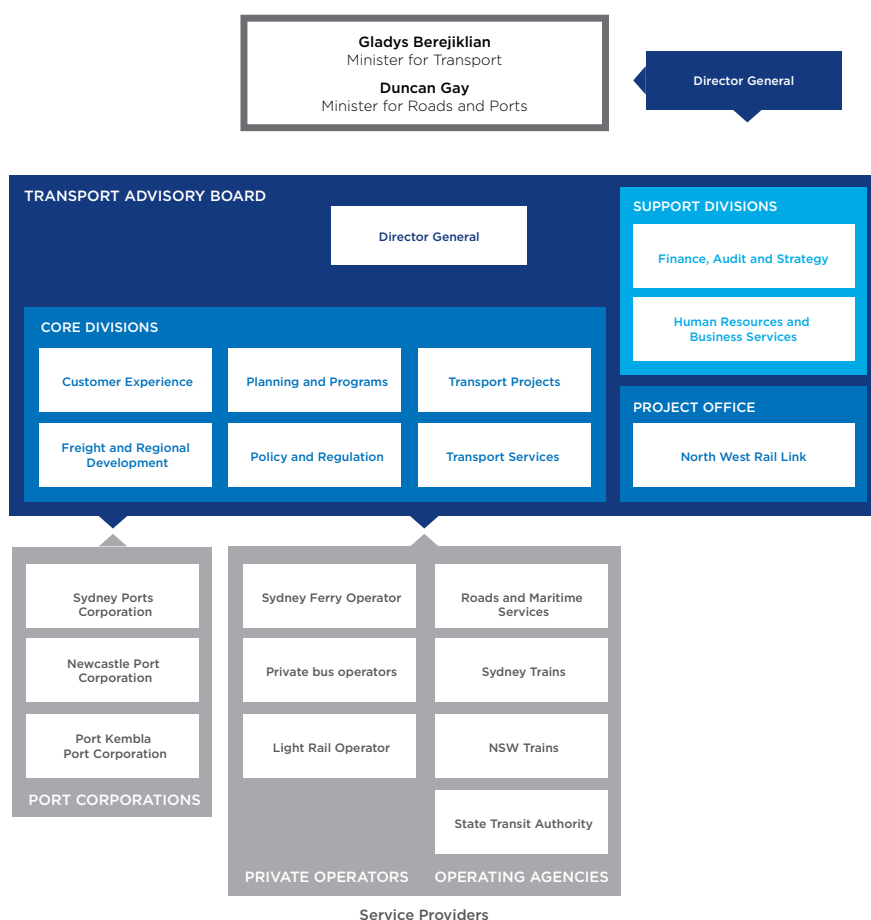 Gladys Berejiklian
Minister for Transport
Duncan Gay
Minister for Roads and Ports
Director General
TRANSPORT ADVISORY BOARD
Director General
SUPPORT DIVISIONS
Finance, Audit and Strategy
Human Resources and
Business Services
CORE DIVISIONS
Customer Experience
Planning and Programs
Transport Projects
Freight and Regional
Development
Policy and Regulation
Transport Services
PROJECT OFFICE
North West Rail Link
Sydney Ports
Corporation
Newcastle Port
Corporation
Port Kembla
Port Corporation
PORT CORPORATIONS
Sydney Ferry Operator
Private bus operators
Light Rail Operator
PRIVATE OPERATORS
Roads and Maritime
Services
Sydney Trains
NSW Trains
State Transit Authority
OPERATING AGENCIES
Service Providers